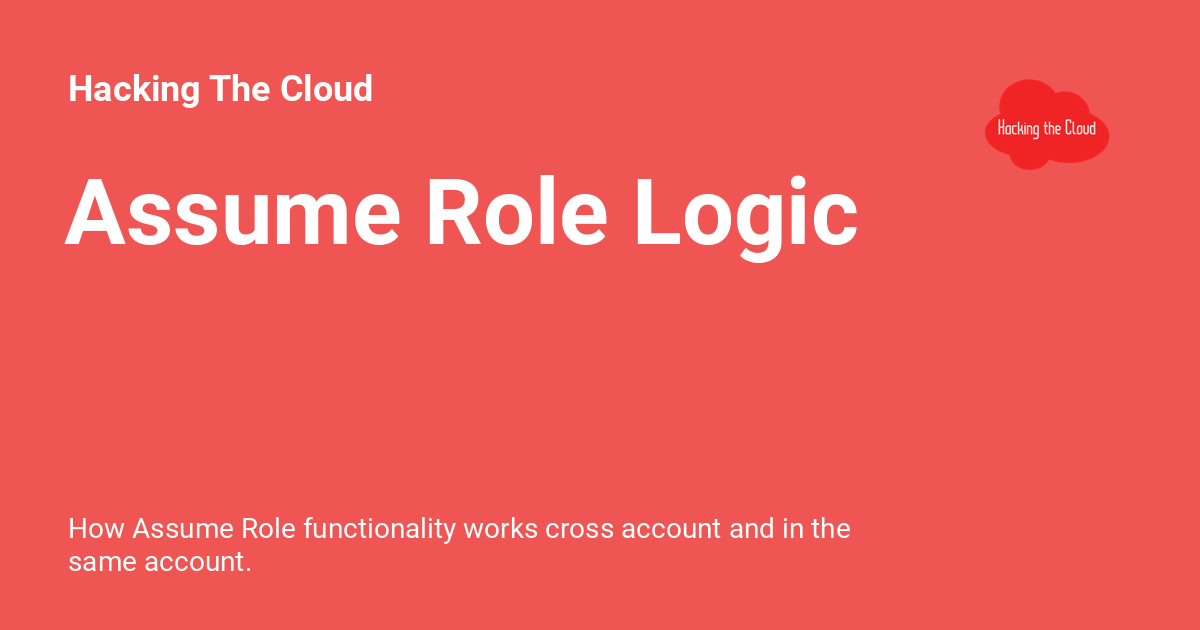 Hacking The Cloud
Hacking the Cloud
Assume Role Logic
How Assume Role functionality works cross account and in the
same account.